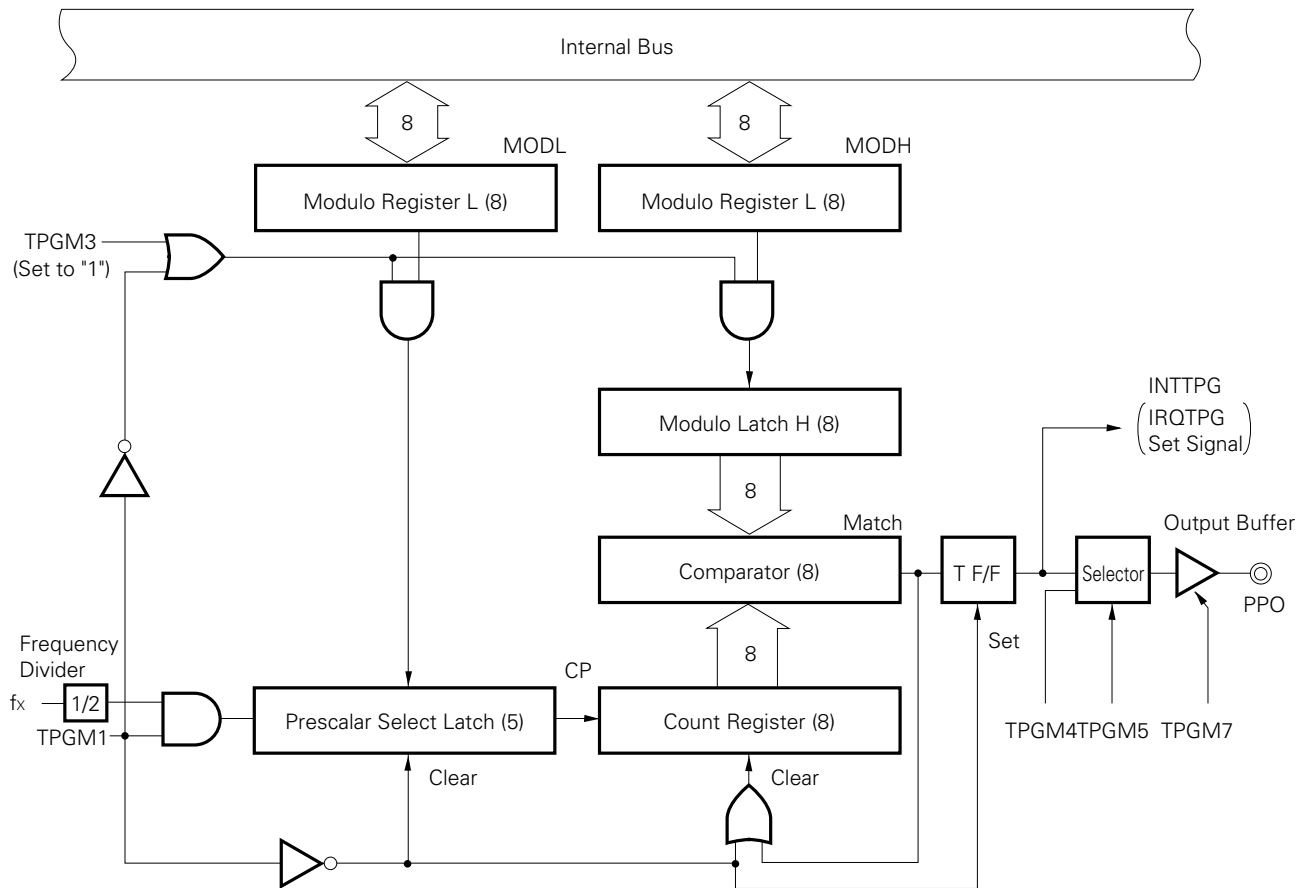 Internal Bus
8
8
MODL
MODH
Modulo Register L (8)
Modulo Register L (8)
TPGM3
(Set to "1")
Modulo Latch H (8)
INTTPG
IRQTPG
Set Signal
8
Match
Output Buffer
Comparator (8)
T F/F
Selector
PPO
Set
Frequency
Divider
8
CP
fx
1/2
Prescalar Select Latch (5)
Count Register (8)
TPGM1
TPGM4
TPGM5
TPGM7
Clear
Clear